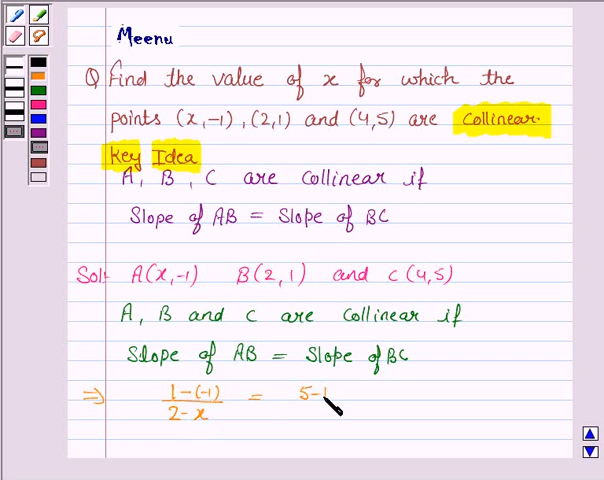 Meenu
Q Find the value of x for which the
points (x,-1), (2,1) and (4,5) are Collinear.
Key Idea
A, B, C are Collinear if
Slope of AB = Slope of BC
Sol:- A(x,-1) B(2,1) and C(4,5)
A, B and C are Collinear if
Slope of AB = Slope of BC
⇒ 1-(-1)/2-x = 5-1